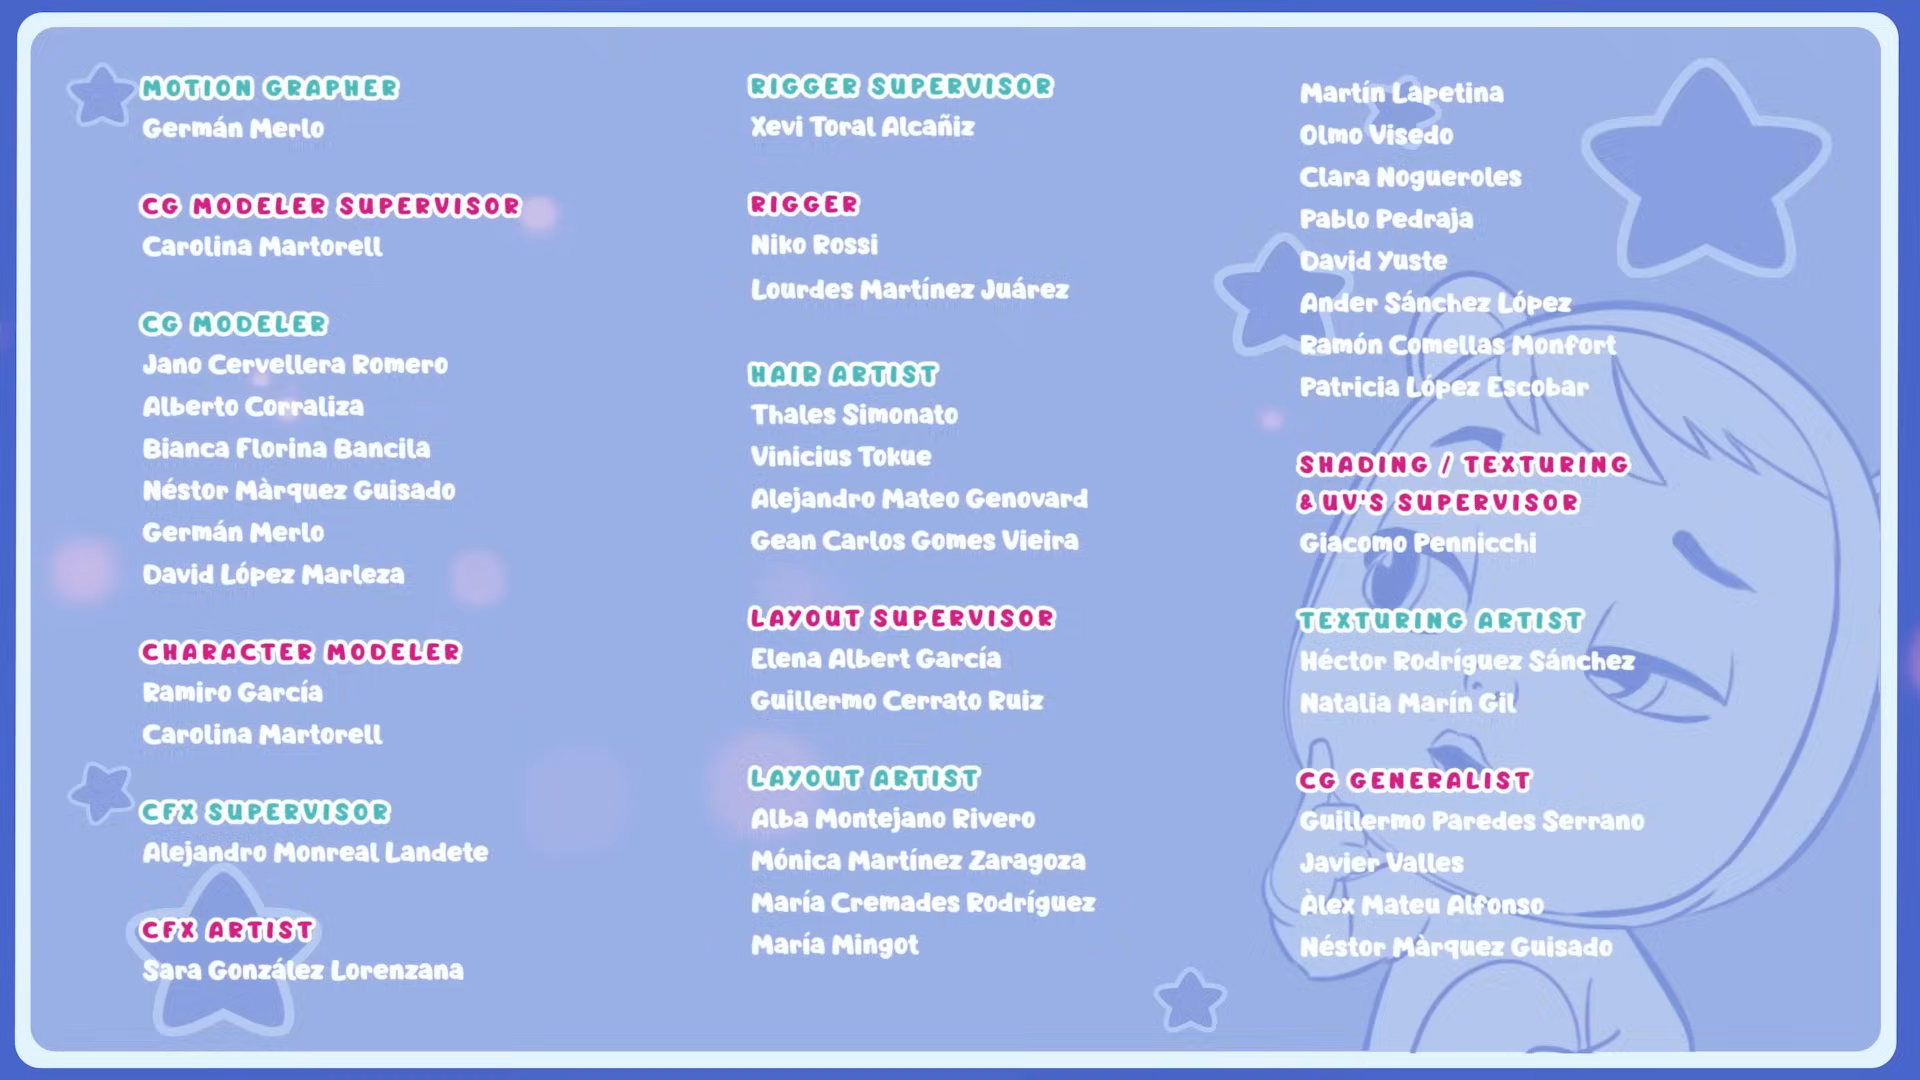 MOTION GRAPHER
Germán Merlo
CG MODELER SUPERVISOR
Carolina Martorell
CG MODELER
Jano Cervellera Romero
Alberto Corraliza
Bianca Florina Bancila
Néstor Màrquez Guisado
Germán Merlo
David López Marleza
CHARACTER MODELER
Ramiro García
Carolina Martorell
CFX SUPERVISOR
Alejandro Monreal Landete
CFX ARTIST
Sara González Lorenzana
RIGGER SUPERVISOR
Xevi Toral Alcañiz
RIGGER
Niko Rossi
Lourdes Martínez Juárez
HAIR ARTIST
Thales Simonato
Vinicius Tokue
Alejandro Mateo Genovard
Gean Carlos Gomes Vieira
LAYOUT SUPERVISOR
Elena Albert García
Guillermo Cerrato Ruiz
LAYOUT ARTIST
Alba Montejano Rivero
Mónica Martínez Zaragoza
María Cremades Rodríguez
María Mingot
Martín Lapetina
Olmo Visedo
Clara Nogueroles
Pablo Pedraja
David Yuste
Ander Sánchez López
Ramón Comellas Monfort
Patricia López Escobar
SHADING / TEXTURING
& UV'S SUPERVISOR
Giacomo Pennicchi
TEXTURING ARTIST
Héctor Rodríguez Sánchez
Natalia Marín Gil
CG GENERALIST
Guillermo Paredes Serrano
Javier Valles
Àlex Mateu Alfonso
Néstor Màrquez Guisado